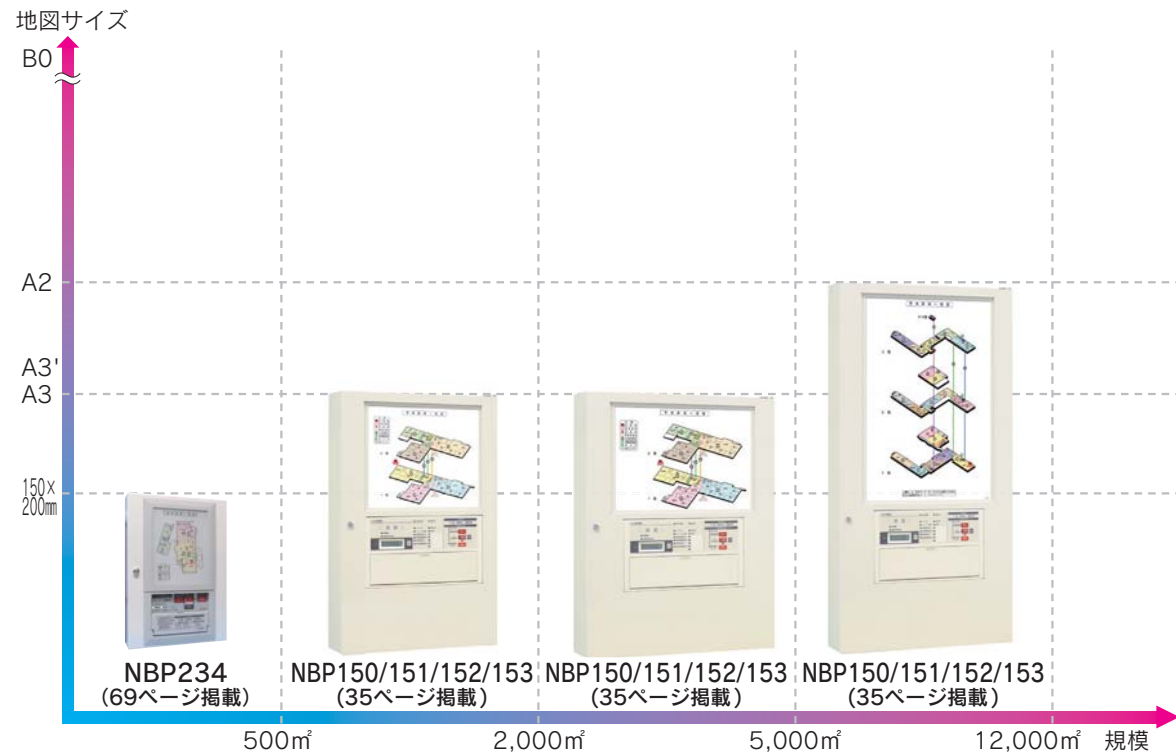 地図サイズ
B0
A2
A3'
A3
150×
200mm
NBP234
(69ページ掲載)
NBP150/151/152/153
(35ページ掲載)
NBP150/151/152/153
(35ページ掲載)
NBP150/151/152/153
(35ページ掲載)
500㎡
2,000㎡
5,000㎡
12,000㎡
規模